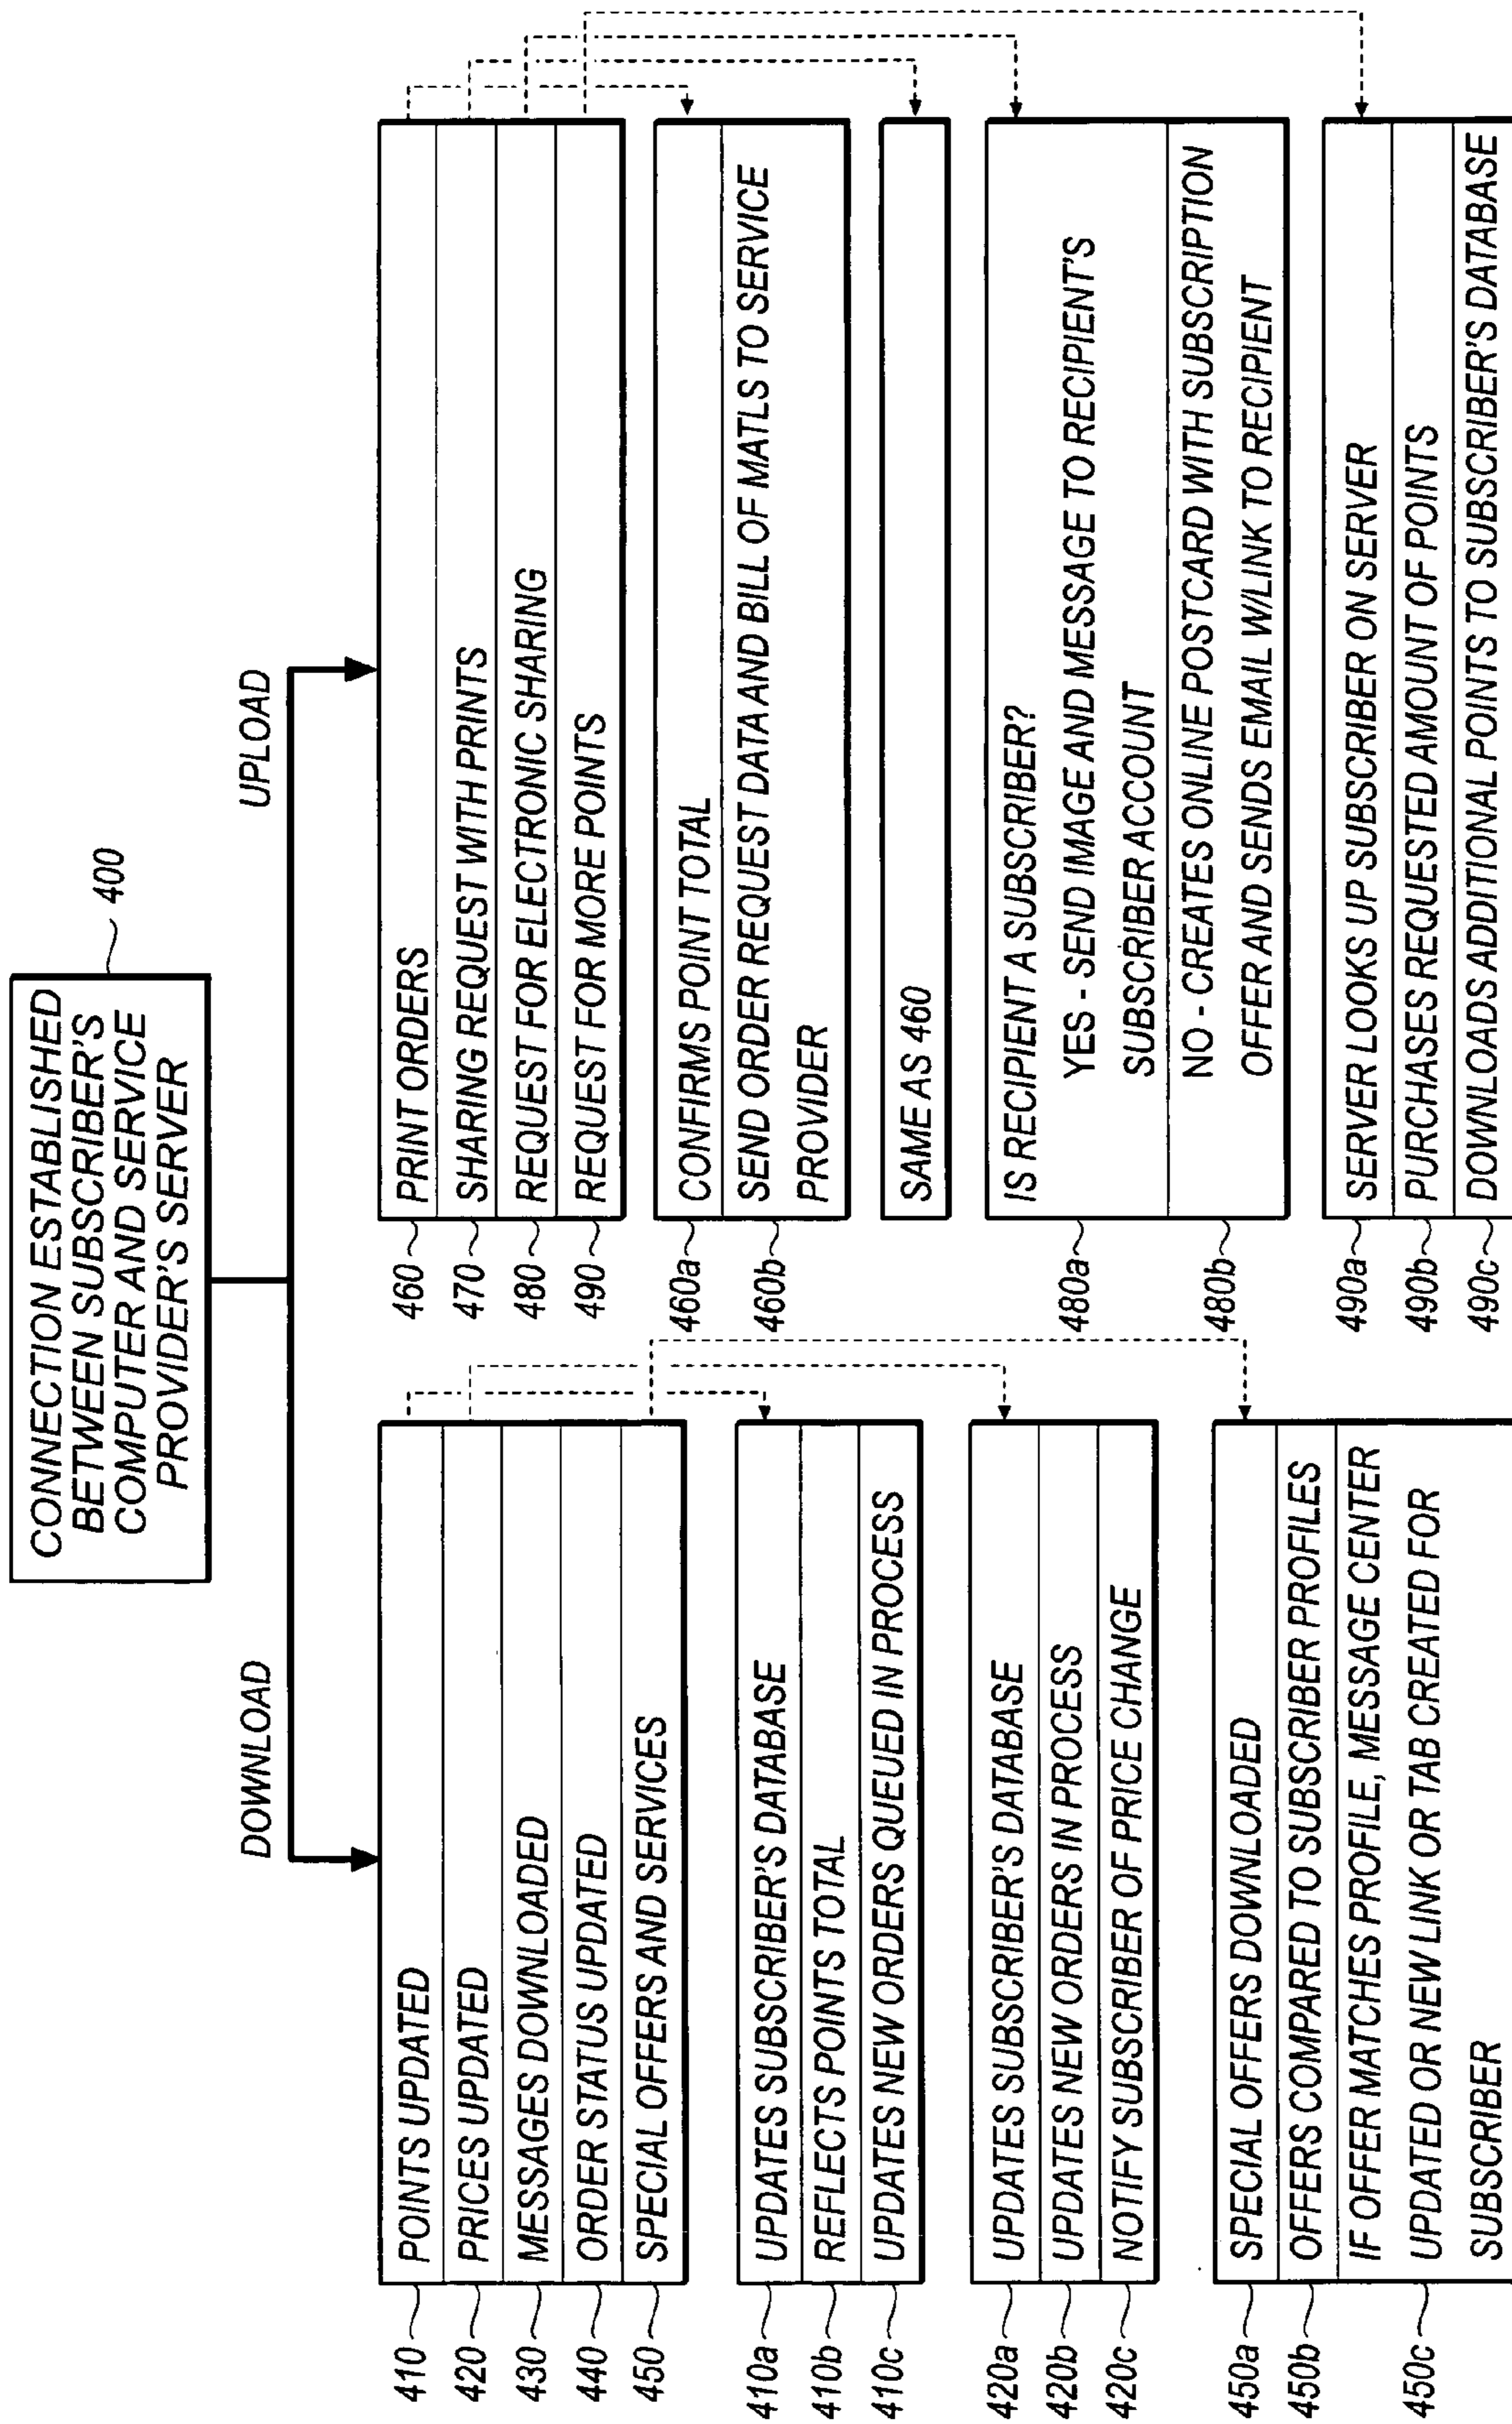 CONNECTION ESTABLISHED
BETWEEN SUBSCRIBER'S
COMPUTER AND SERVICE
PROVIDER'S SERVER
400
DOWNLOAD
410
POINTS UPDATED
420
PRICES UPDATED
430
MESSAGES DOWNLOADED
440
ORDER STATUS UPDATED
450
SPECIAL OFFERS AND SERVICES
410a
UPDATES SUBSCRIBER'S DATABASE
410b
REFLECTS POINTS TOTAL
410c
UPDATES NEW ORDERS QUEUED IN PROCESS
420a
UPDATES SUBSCRIBER'S DATABASE
420b
UPDATES NEW ORDERS IN PROCESS
420c
NOTIFY SUBSCRIBER OF PRICE CHANGE
450a
SPECIAL OFFERS DOWNLOADED
450b
OFFERS COMPARED TO SUBSCRIBER PROFILES
450c
IF OFFER MATCHES PROFILE, MESSAGE CENTER
UPDATED OR NEW LINK OR TAB CREATED FOR
SUBSCRIBER
UPLOAD
460
PRINT ORDERS
470
SHARING REQUEST WITH PRINTS
480
REQUEST FOR ELECTRONIC SHARING
490
REQUEST FOR MORE POINTS
460a
CONFIRMS POINT TOTAL
460b
SEND ORDER REQUEST DATA AND BILL OF MATLS TO SERVICE
PROVIDER
SAME AS 460
480a
IS RECIPIENT A SUBSCRIBER?
YES - SEND IMAGE AND MESSAGE TO RECIPIENT'S
SUBSCRIBER ACCOUNT
480b
NO - CREATES ONLINE POSTCARD WITH SUBSCRIPTION
OFFER AND SENDS EMAIL W/LINK TO RECIPIENT
490a
SERVER LOOKS UP SUBSCRIBER ON SERVER
490b
PURCHASES REQUESTED AMOUNT OF POINTS
490c
DOWNLOADS ADDITIONAL POINTS TO SUBSCRIBER'S DATABASE